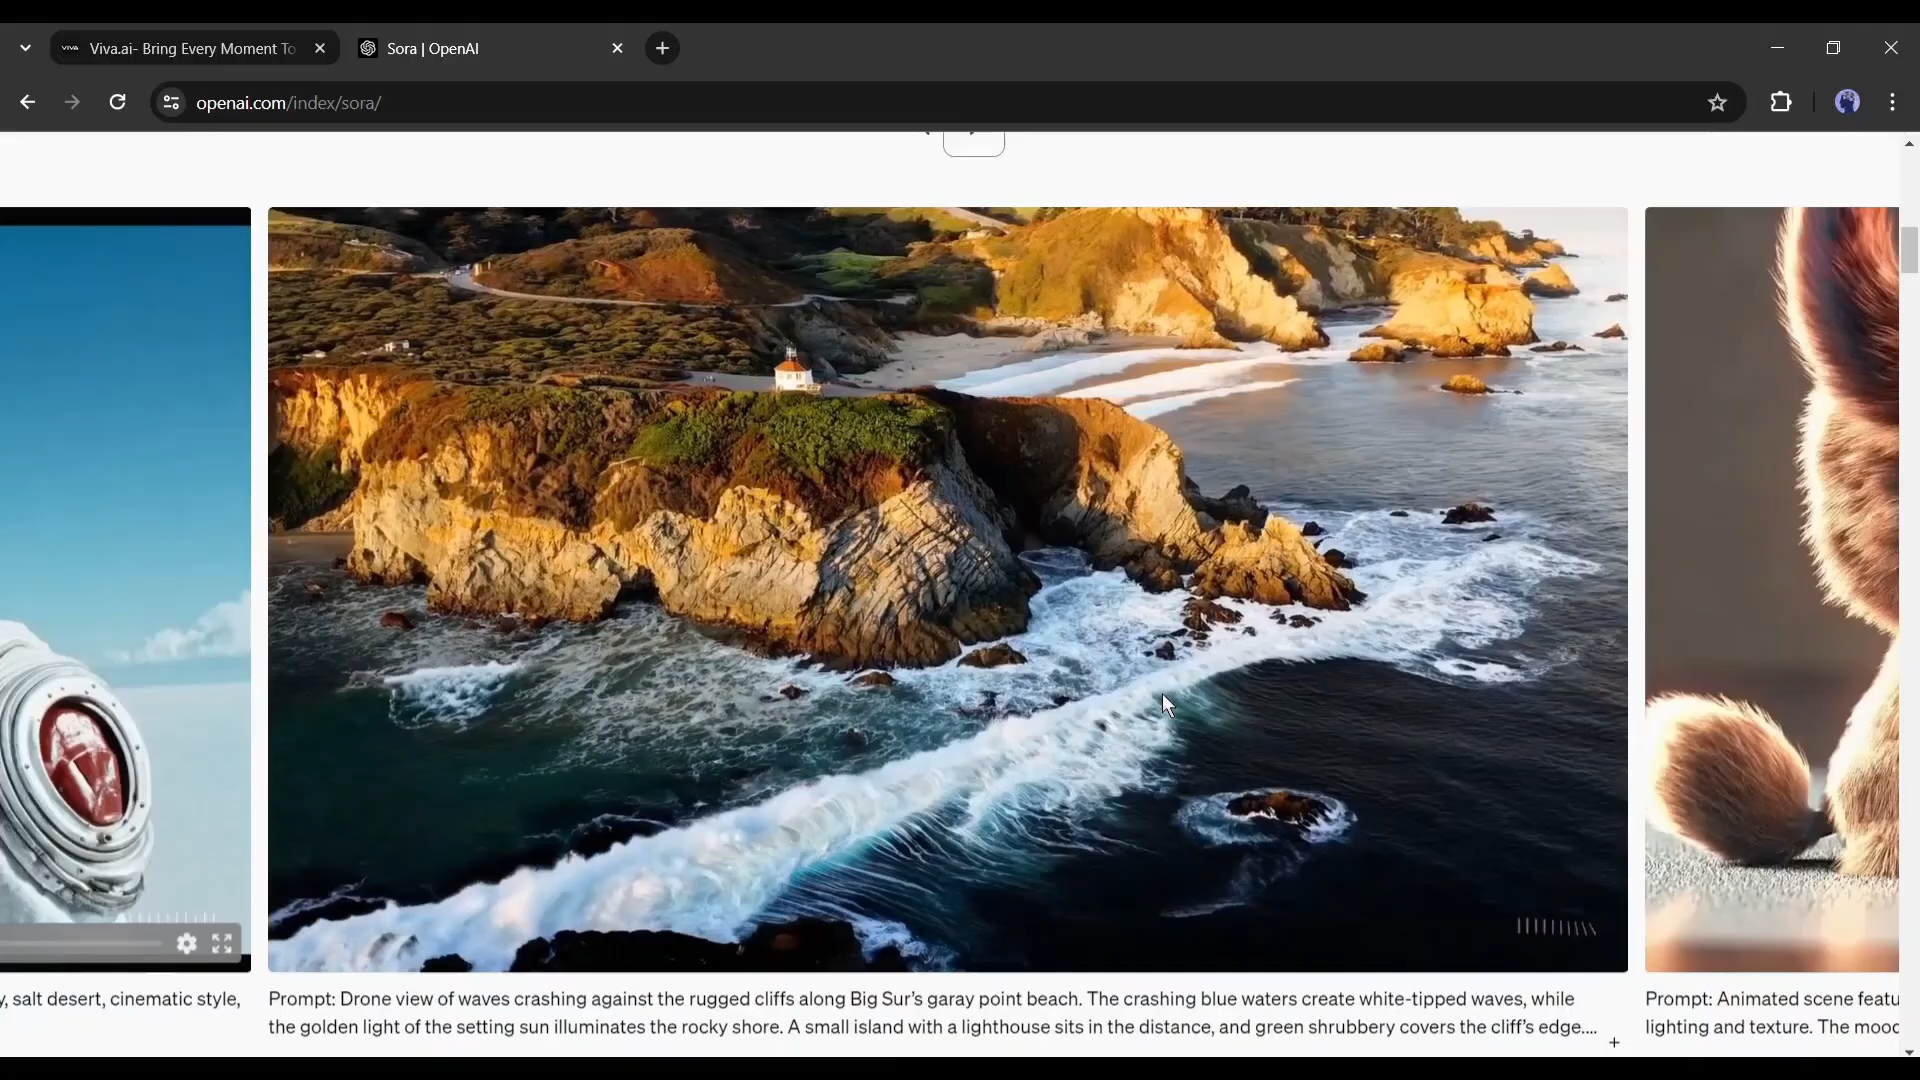 VIVA Viva.ai- Bring Every Moment To
Sora | OpenAI
openai.com/index/sora/
y, salt desert, cinematic style,
Prompt: Drone view of waves crashing against the rugged cliffs along Big Sur’s garay point beach. The crashing blue waters create white-tipped waves, while
the golden light of the setting sun illuminates the rocky shore. A small island with a lighthouse sits in the distance, and green shrubbery covers the cliff’s edge....
+
Prompt: Animated scene featu
lighting and texture. The mood